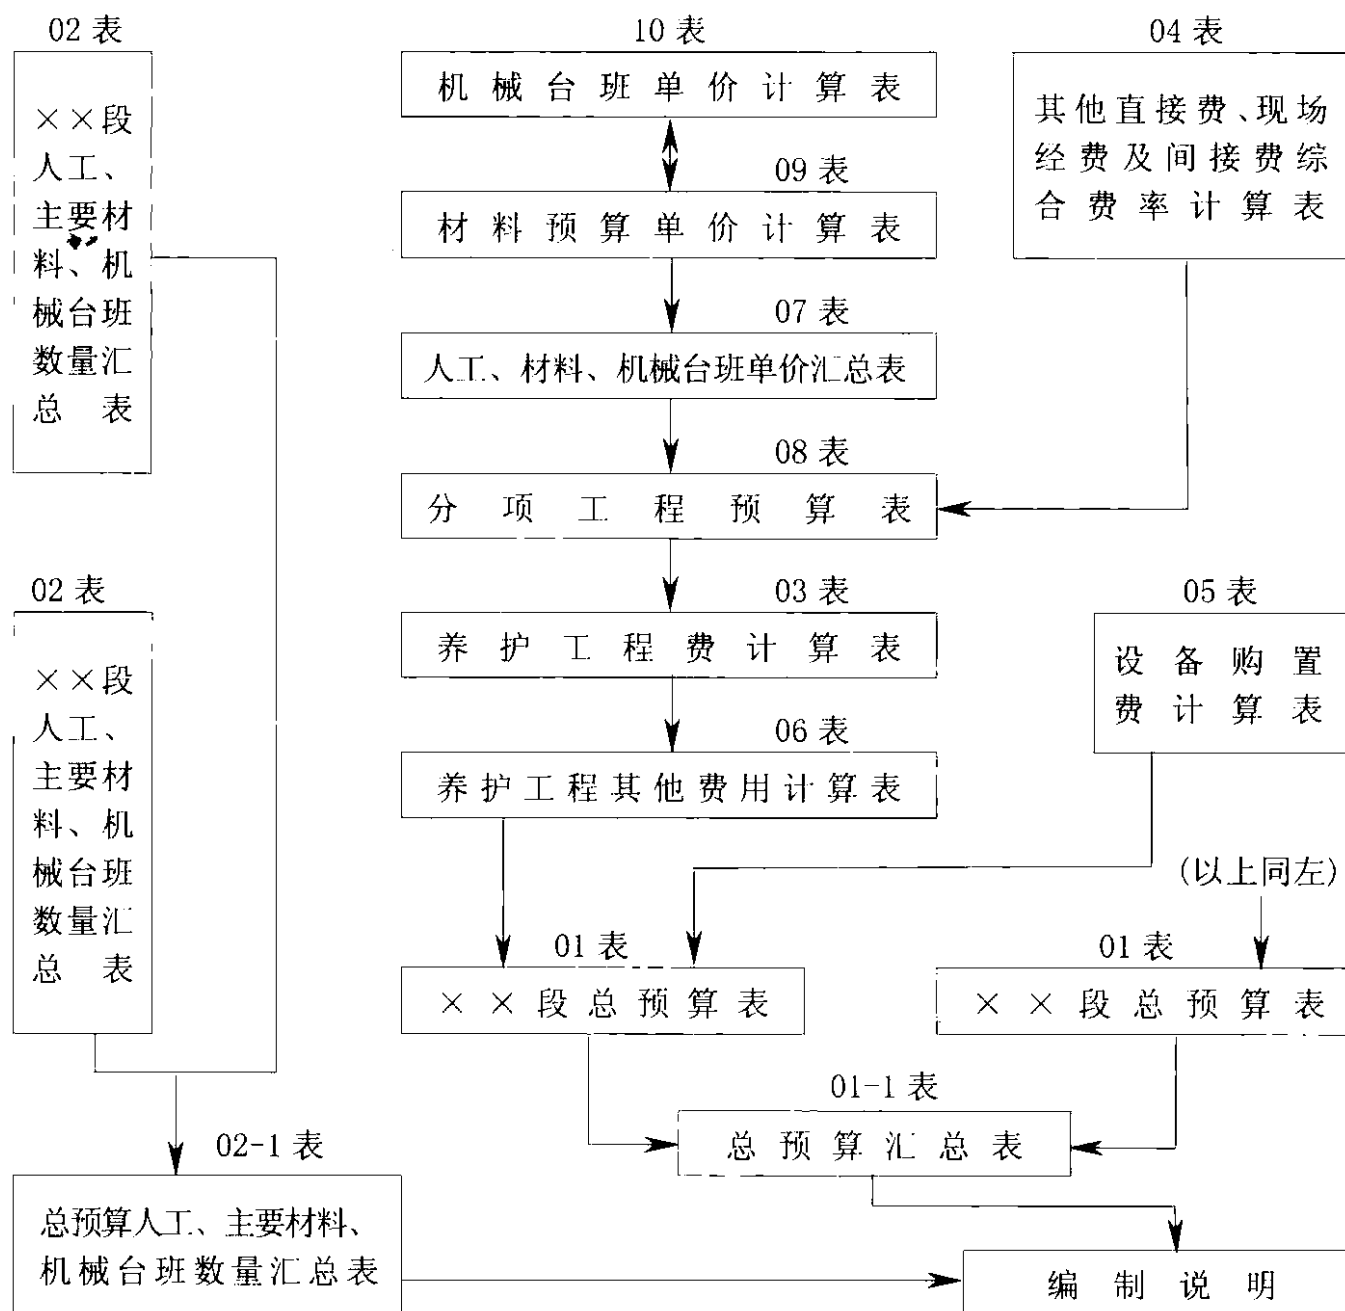 02 表
××段
人工、
主要材
料、机
械台班
数量汇
总表
10 表
机械台班单价计算表
09 表
材料预算单价计算表
04 表
其他直接费、现场
经费及间接费综
合费率计算表
07 表
人工、材料、机械台班单价汇总表
08 表
分项工程预算表
02 表
××段
人工、
主要材
料、机
械台班
数量汇
总表
03 表
养护工程费计算表
05 表
设备购置
费计算表
06 表
养护工程其他费用计算表
(以上同左)
01 表
××段总预算表
01 表
××段总预算表
01-1 表
总预算汇总表
02-1 表
总预算人工、主要材料、
机械台班数量汇总表
编制说明